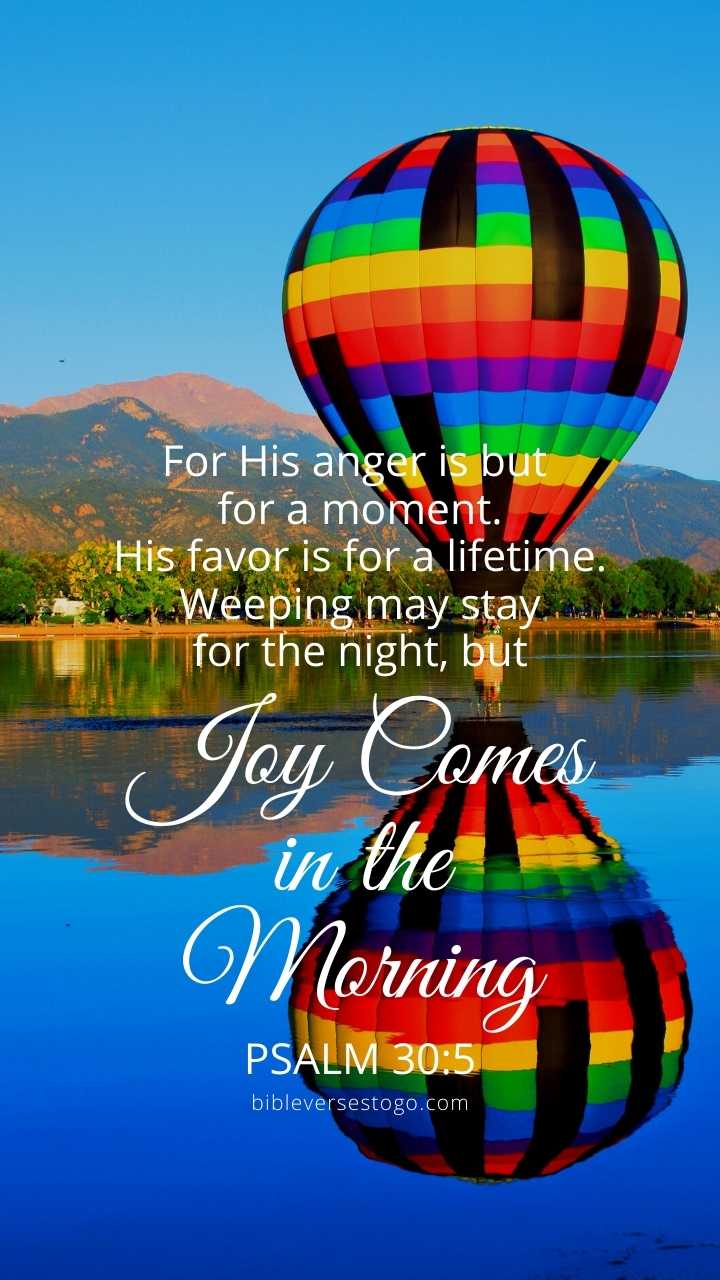 For His anger is but
for a moment.
His favor is for a lifetime.
Weeping may stay
for the night, but
Joy Comes
in the
Morning
PSALM 30:5
bibleversestogo.com